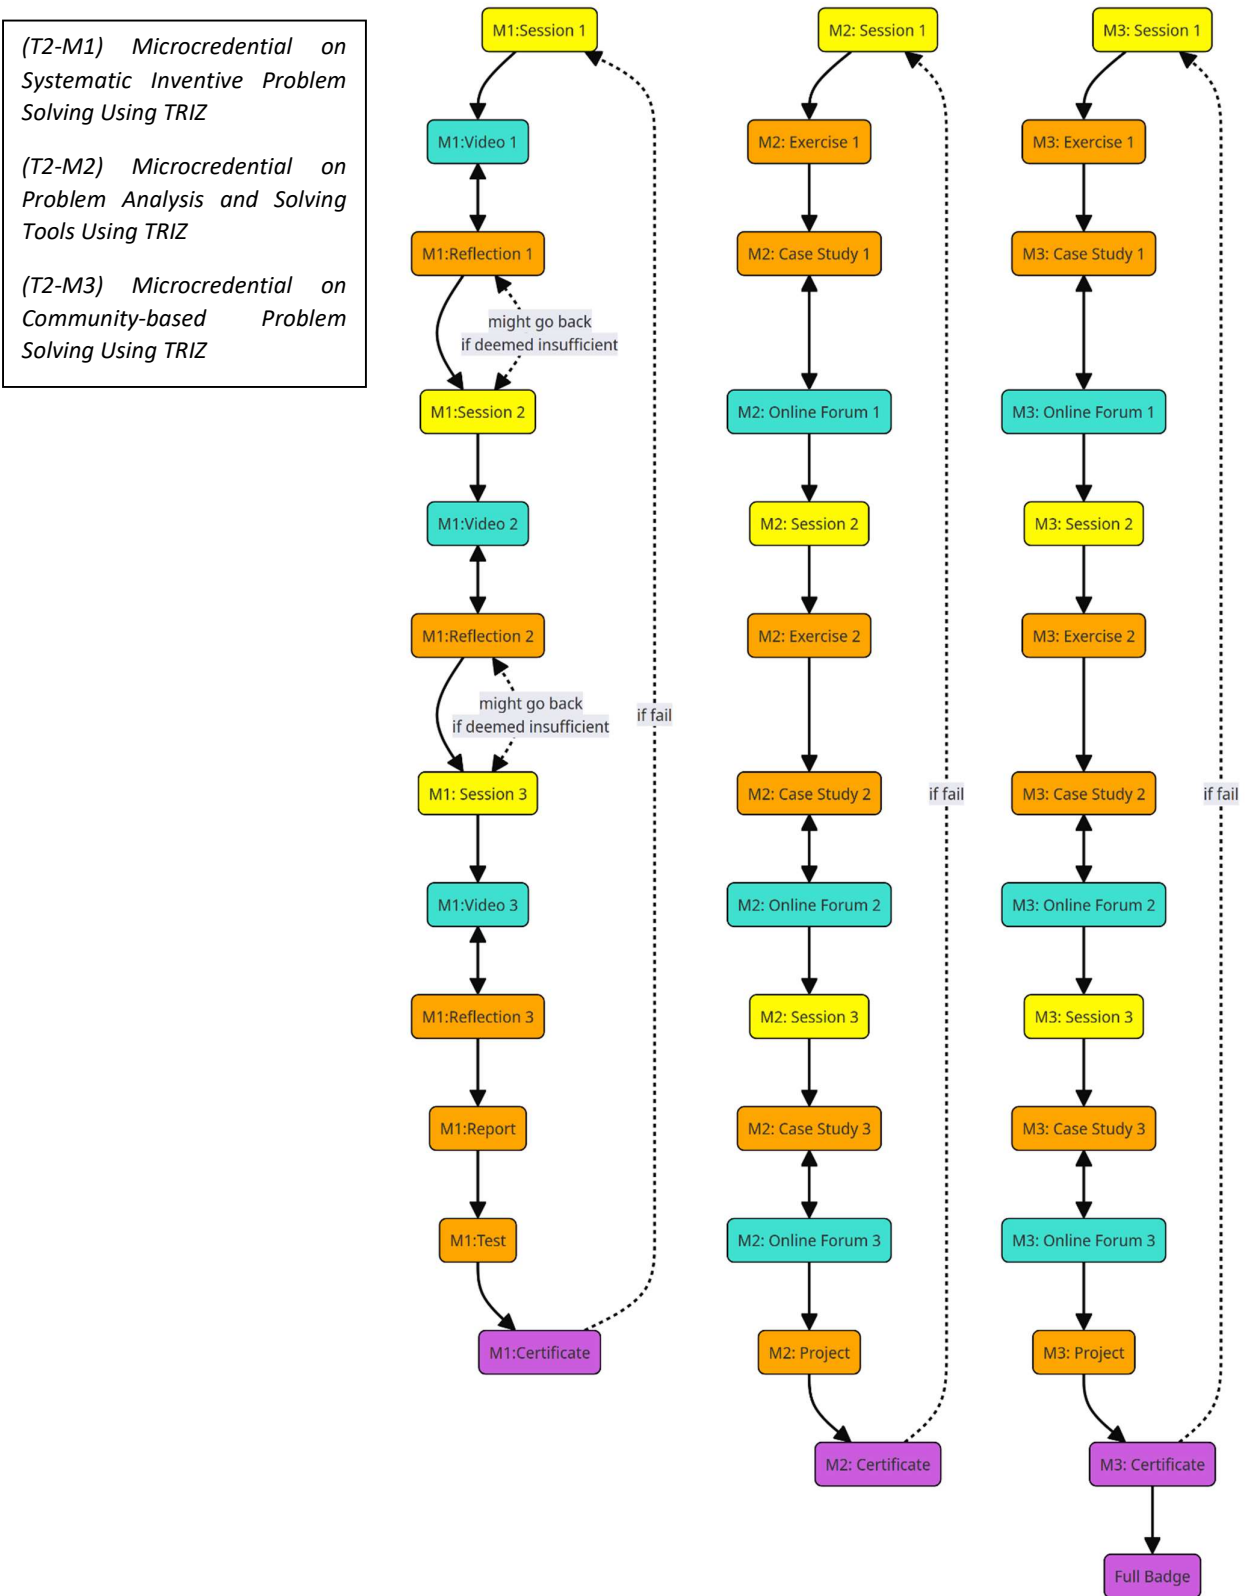 (T2-M1) Microcredential on
Systematic Inventive Problem
Solving Using TRIZ
(T2-M2) Microcredential on
Problem Analysis and Solving
Tools Using TRIZ
(T2-M3) Microcredential on
Community-based Problem
Solving Using TRIZ
M1:Session 1
M1:Video 1
M1:Reflection 1
might go back
if deemed insufficient
M1:Session 2
M1:Video 2
M1:Reflection 2
might go back
if deemed insufficient
if fail
M1: Session 3
M1:Video 3
M1:Reflection 3
M1:Report
M1:Test
M1:Certificate
M2: Session 1
M2: Exercise 1
M2: Case Study 1
M2: Online Forum 1
M2: Session 2
M2: Exercise 2
M2: Case Study 2
if fail
M2: Online Forum 2
M2: Session 3
M2: Case Study 3
M2: Online Forum 3
M2: Project
M2: Certificate
M3: Session 1
M3: Exercise 1
M3: Case Study 1
M3: Online Forum 1
M3: Session 2
M3: Exercise 2
M3: Case Study 2
if fail
M3: Online Forum 2
M3: Session 3
M3: Case Study 3
M3: Online Forum 3
M3: Project
M3: Certificate
Full Badge